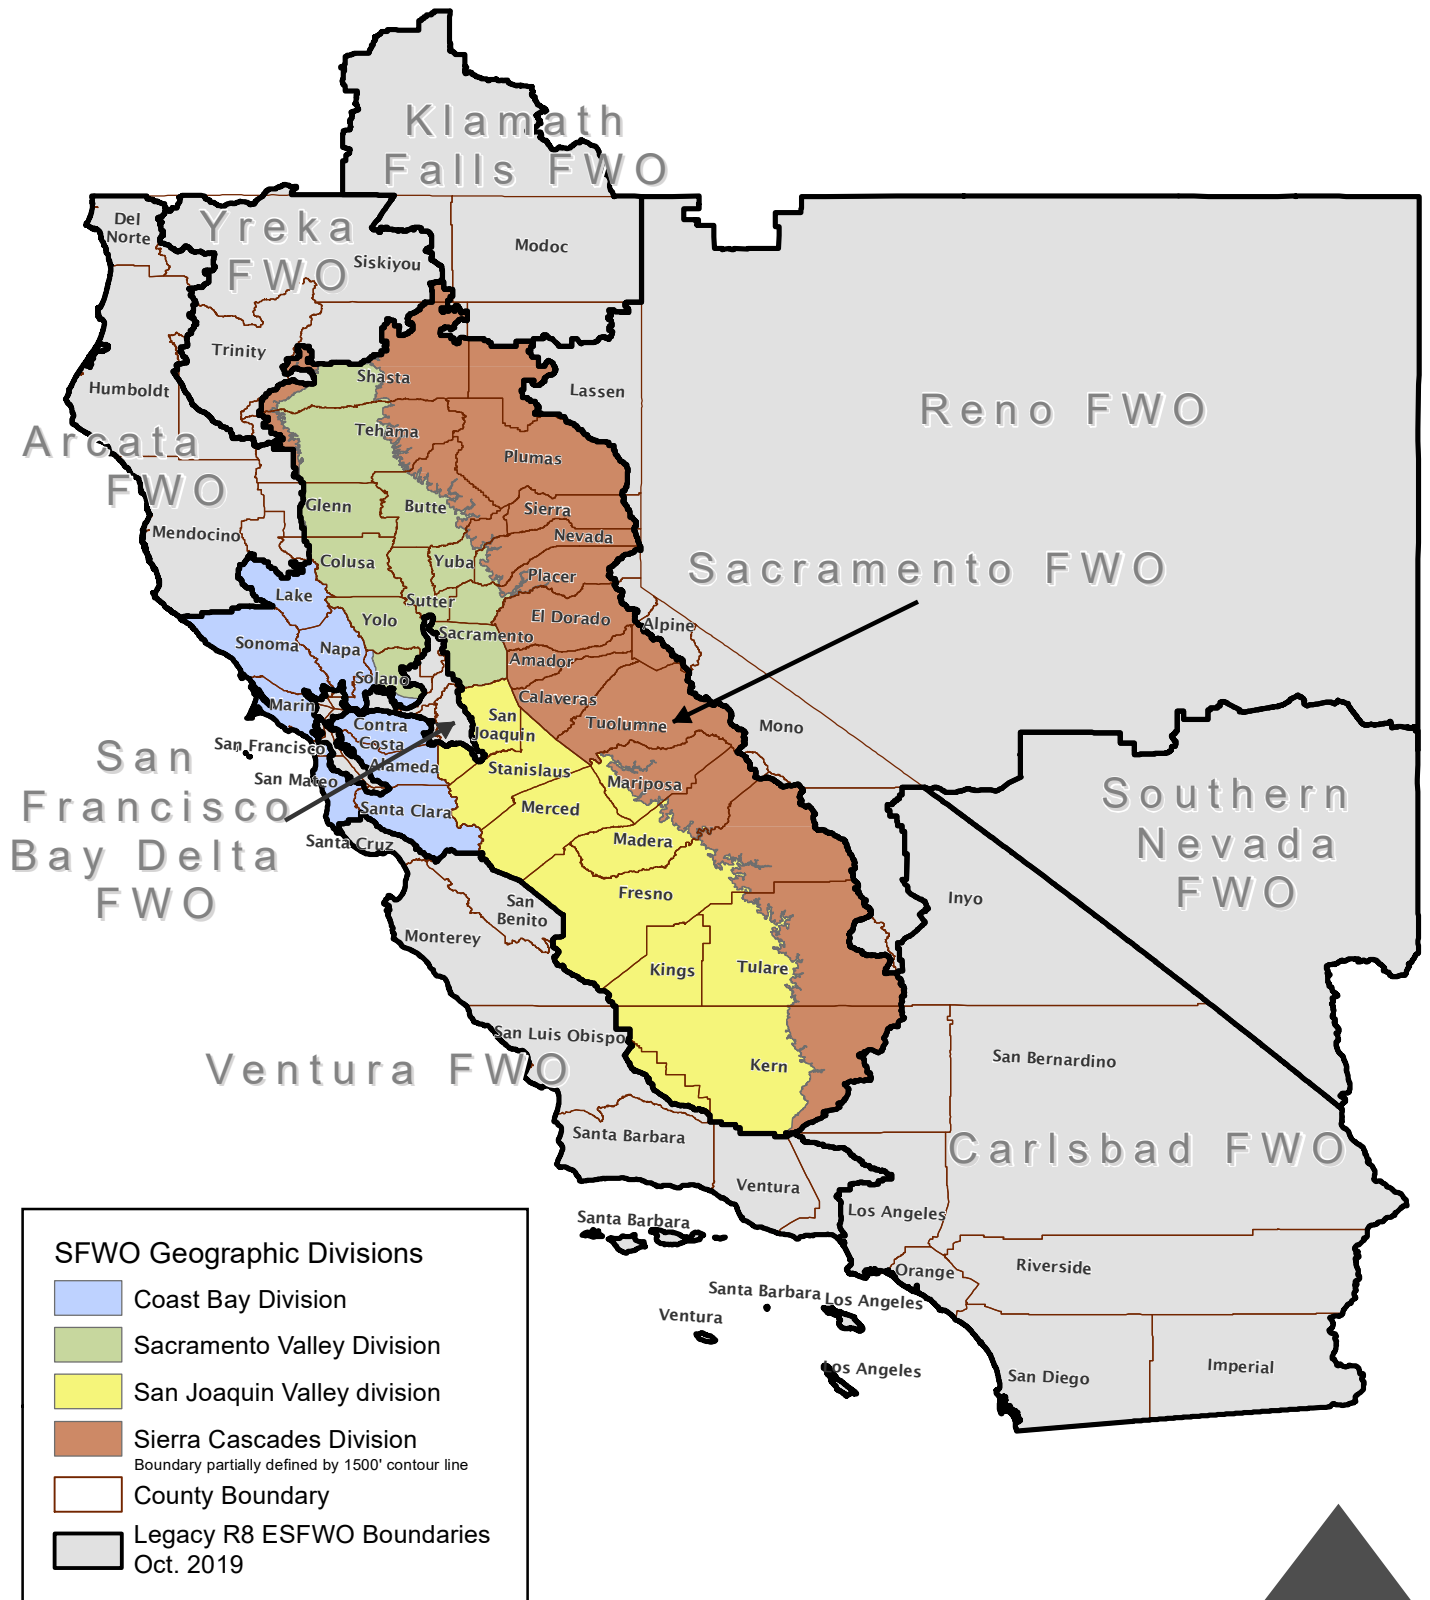 Klamath
Falls FWO
Yreka
FWO
Del
Norte
Siskiyou
Modoc
Trinity
Humboldt
Shasta
Lassen
Reno FWO
Arcata
FWO
Tehama
Plumas
Glenn
Butte
Sierra
Nevada
Mendocino
Colusa
Yuba
Placer
Sacramento FWO
Lake
Sutter
Yolo
El Dorado
Alpine
Sonoma
Napa
Sacramento
Amador
Solano
Calaveras
Marin
Contra
Costa
San
Joaquin
Tuolumne
Mono
San Francisco
Alameda
Stanislaus
Mariposa
San Mateo
San
Francisco
Bay Delta
FWO
Santa Clara
Merced
Santa Cruz
Madera
Southern
Nevada
FWO
Fresno
San
Benito
Inyo
Monterey
Kings
Tulare
San Luis Obispo
Ventura FWO
Kern
San Bernardino
Santa Barbara
Carlsbad FWO
Ventura
Los Angeles
Santa Barbara
Orange
Riverside
Santa Barbara
Los Angeles
Ventura
Los Angeles
San Diego
Imperial
SFWO Geographic Divisions
Coast Bay Division
Sacramento Valley Division
San Joaquin Valley division
Sierra Cascades Division
Boundary partially defined by 1500' contour line
County Boundary
Legacy R8 ESFWO Boundaries
Oct. 2019